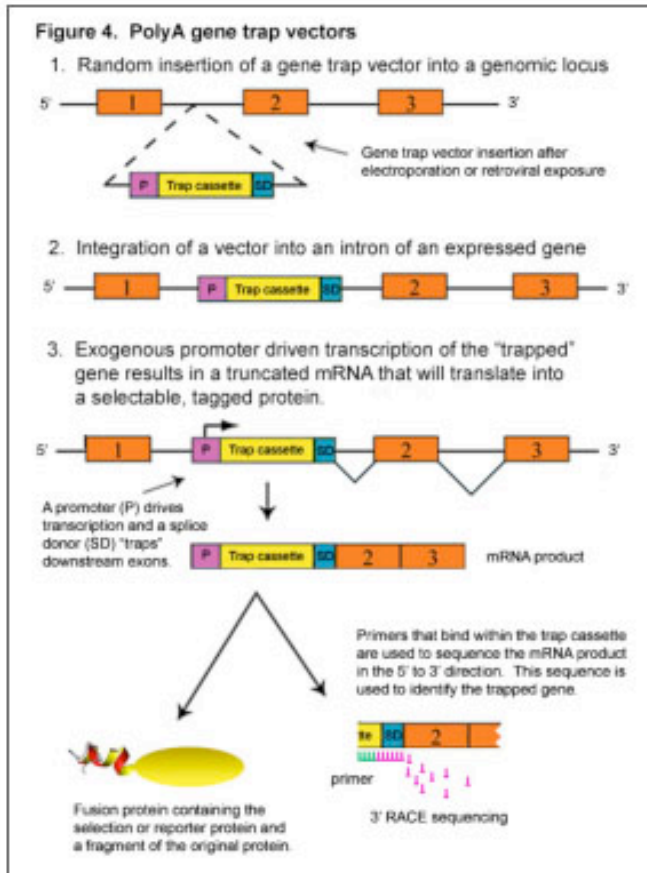 Figure 4. PolyA gene trap vectors
1. Random insertion of a gene trap vector into a genomic locus
5' 1 2 3 3'
Gene trap vector insertion after
electroporation or retroviral exposure
P Trap cassette SD
2. Integration of a vector into an intron of an expressed gene
5' 1 P Trap cassette SD 2 3 3'
3. Exogenous promoter driven transcription of the "trapped"
gene results in a truncated mRNA that will translate into
a selectable, tagged protein.
5' 1 P Trap cassette SD 2 3 3'
A promoter (P) drives
transcription and a splice
donor (SD) "traps"
downstream exons.
P Trap cassette SD 2 3 mRNA product
Primers that bind within the trap cassette
are used to sequence the mRNA product
in the 5' to 3' direction. This sequence is
used to identify the trapped gene.
tte SD 2
primer
3' RACE sequencing
Fusion protein containing the
selection or reporter protein and
a fragment of the original protein.